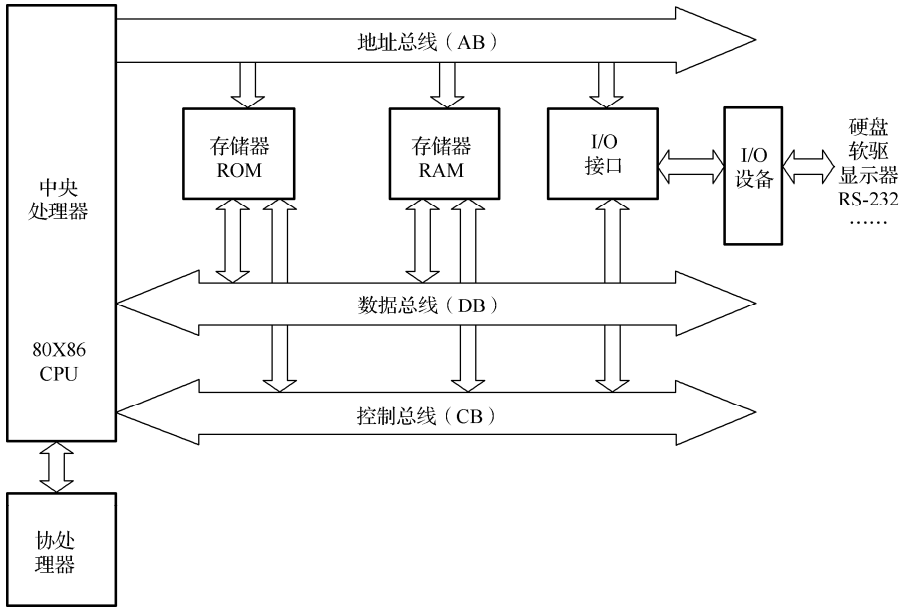 地址总线（AB）
存储器
ROM
存储器
RAM
I/O
接口
I/O
设备
硬盘
软驱
显示器
RS-232
……
中央
处理器
80X86
CPU
数据总线（DB）
控制总线（CB）
协处
理器